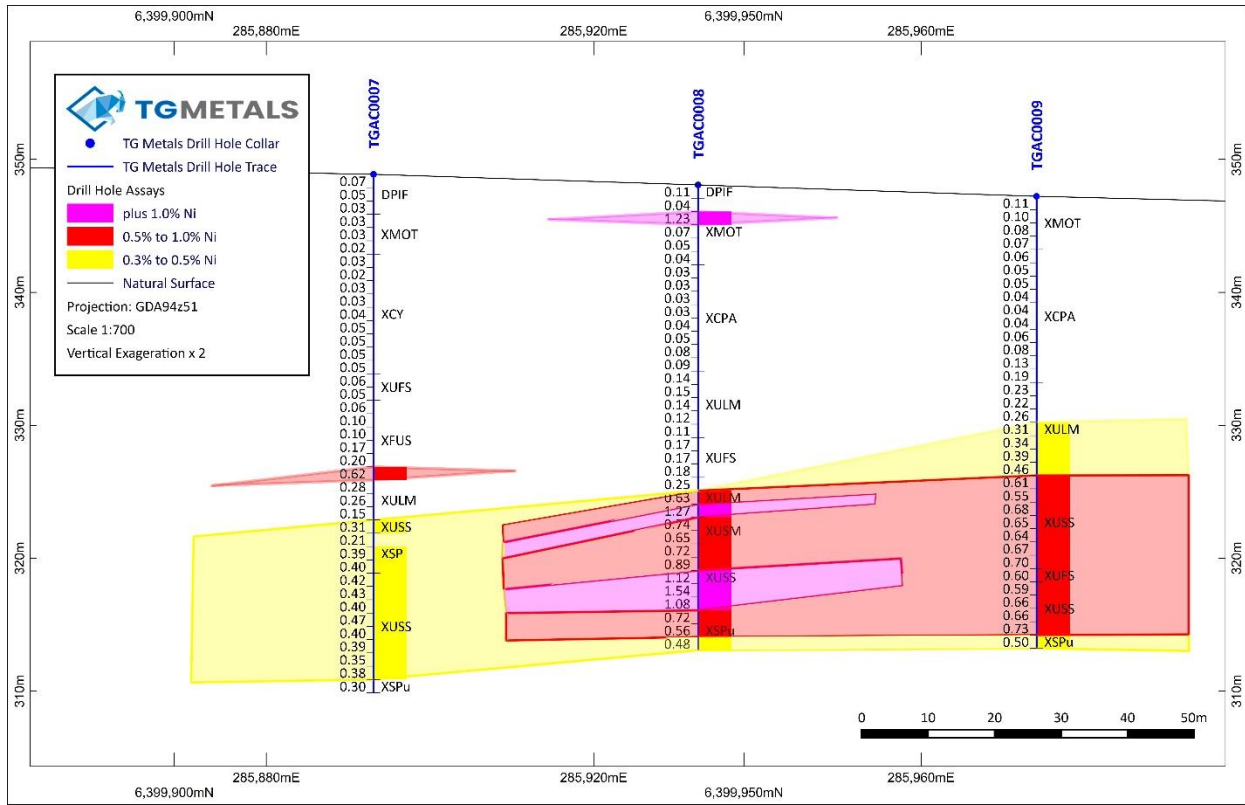 6,399,900mN
6,399,950mN
285,880mE
285,920mE
285,960mE
TGMETALS
TG Metals Drill Hole Collar
TG Metals Drill Hole Trace
Drill Hole Assays
plus 1.0% Ni
0.5% to 1.0% Ni
0.3% to 0.5% Ni
Natural Surface
Projection: GDA94z51
Scale 1:700
Vertical Exageration x 2
350m
340m
330m
320m
310m
TGAC0007
0.07
0.05
DPIF
0.03
0.03
0.03
XMOT
0.02
0.03
0.02
0.03
0.03
0.04
XCY
0.05
0.05
0.05
0.05
0.06
XUFS
0.05
0.06
0.10
0.10
XFUS
0.17
0.20
0.62
0.28
0.26
XULM
0.15
0.31
XUSS
0.21
0.39
XSP
0.40
0.42
0.43
0.40
0.47
XUSS
0.40
0.39
0.35
0.38
0.30
XSPu
TGAC0008
0.11
DPIF
0.04
1.23
0.07
XMOT
0.05
0.04
0.03
0.03
0.03
0.03
XCPA
0.04
0.05
0.08
0.09
0.14
0.15
0.14
XULM
0.12
0.11
0.17
0.17
XUFS
0.18
0.25
0.63
XULM
1.27
0.74
XUSM
0.65
0.72
0.89
1.12
XUSS
1.54
1.08
0.72
0.56
XSPu
0.48
TGAC0009
0.11
0.10
XMOT
0.08
0.07
0.06
0.05
0.05
0.04
0.04
XCPA
0.04
0.06
0.08
0.13
0.19
0.23
0.22
0.26
0.31
XULM
0.34
0.39
0.46
0.61
0.55
0.68
0.65
XUSS
0.64
0.67
0.70
0.60
XUFS
0.59
0.66
XUSS
0.66
0.73
0.50
XSPu
350m
340m
330m
320m
310m
0 10 20 30 40 50m
285,880mE
285,920mE
285,960mE
6,399,900mN
6,399,950mN